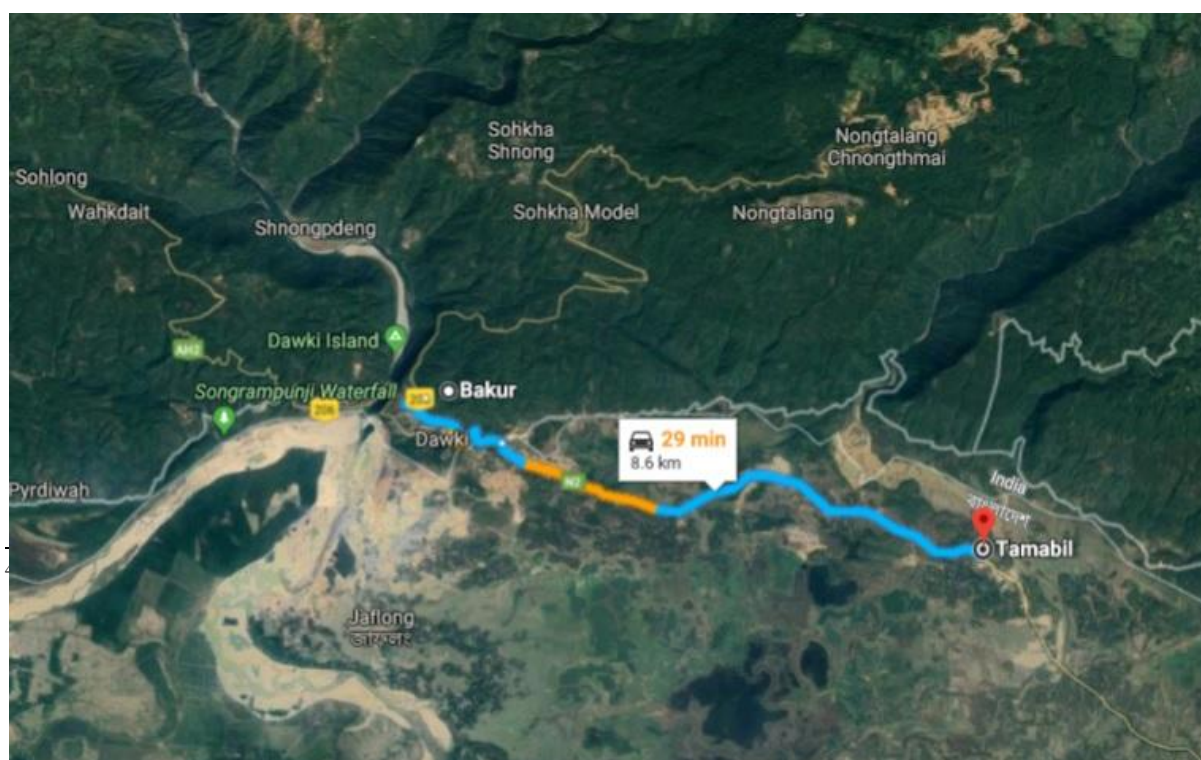 Sohkha
Shnong
Nongtalang
Chnongthmai
Sohlong
Wahkdait
Sohkha Model
Nongtalang
Shnongpdeng
Dawki Island
AH2
Songrampunji Waterfall
206
Bakur
Dawki
29 min
8.6 km
N2
Pyrdiwah
India
Tamabil
Jaflong
জাফলং